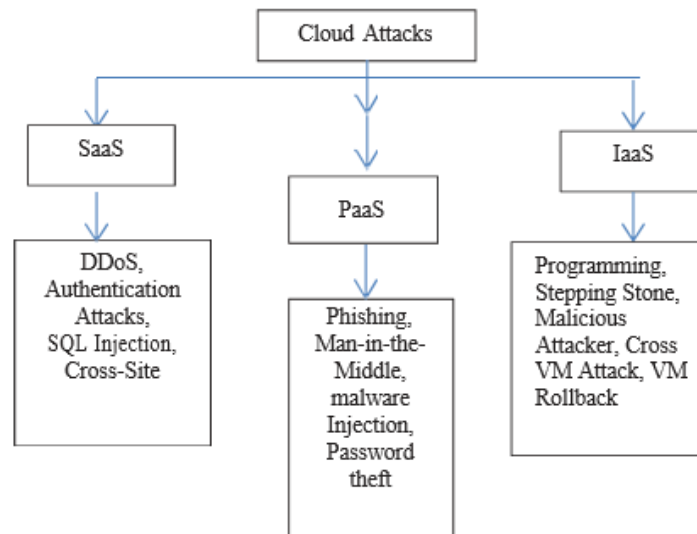 Cloud Attacks
SaaS
PaaS
IaaS
DDoS,
Authentication
Attacks,
SQL Injection,
Cross-Site
Phishing,
Man-in-the-
Middle,
malware
Injection,
Password
theft
Programming,
Stepping Stone,
Malicious
Attacker, Cross
VM Attack, VM
Rollback